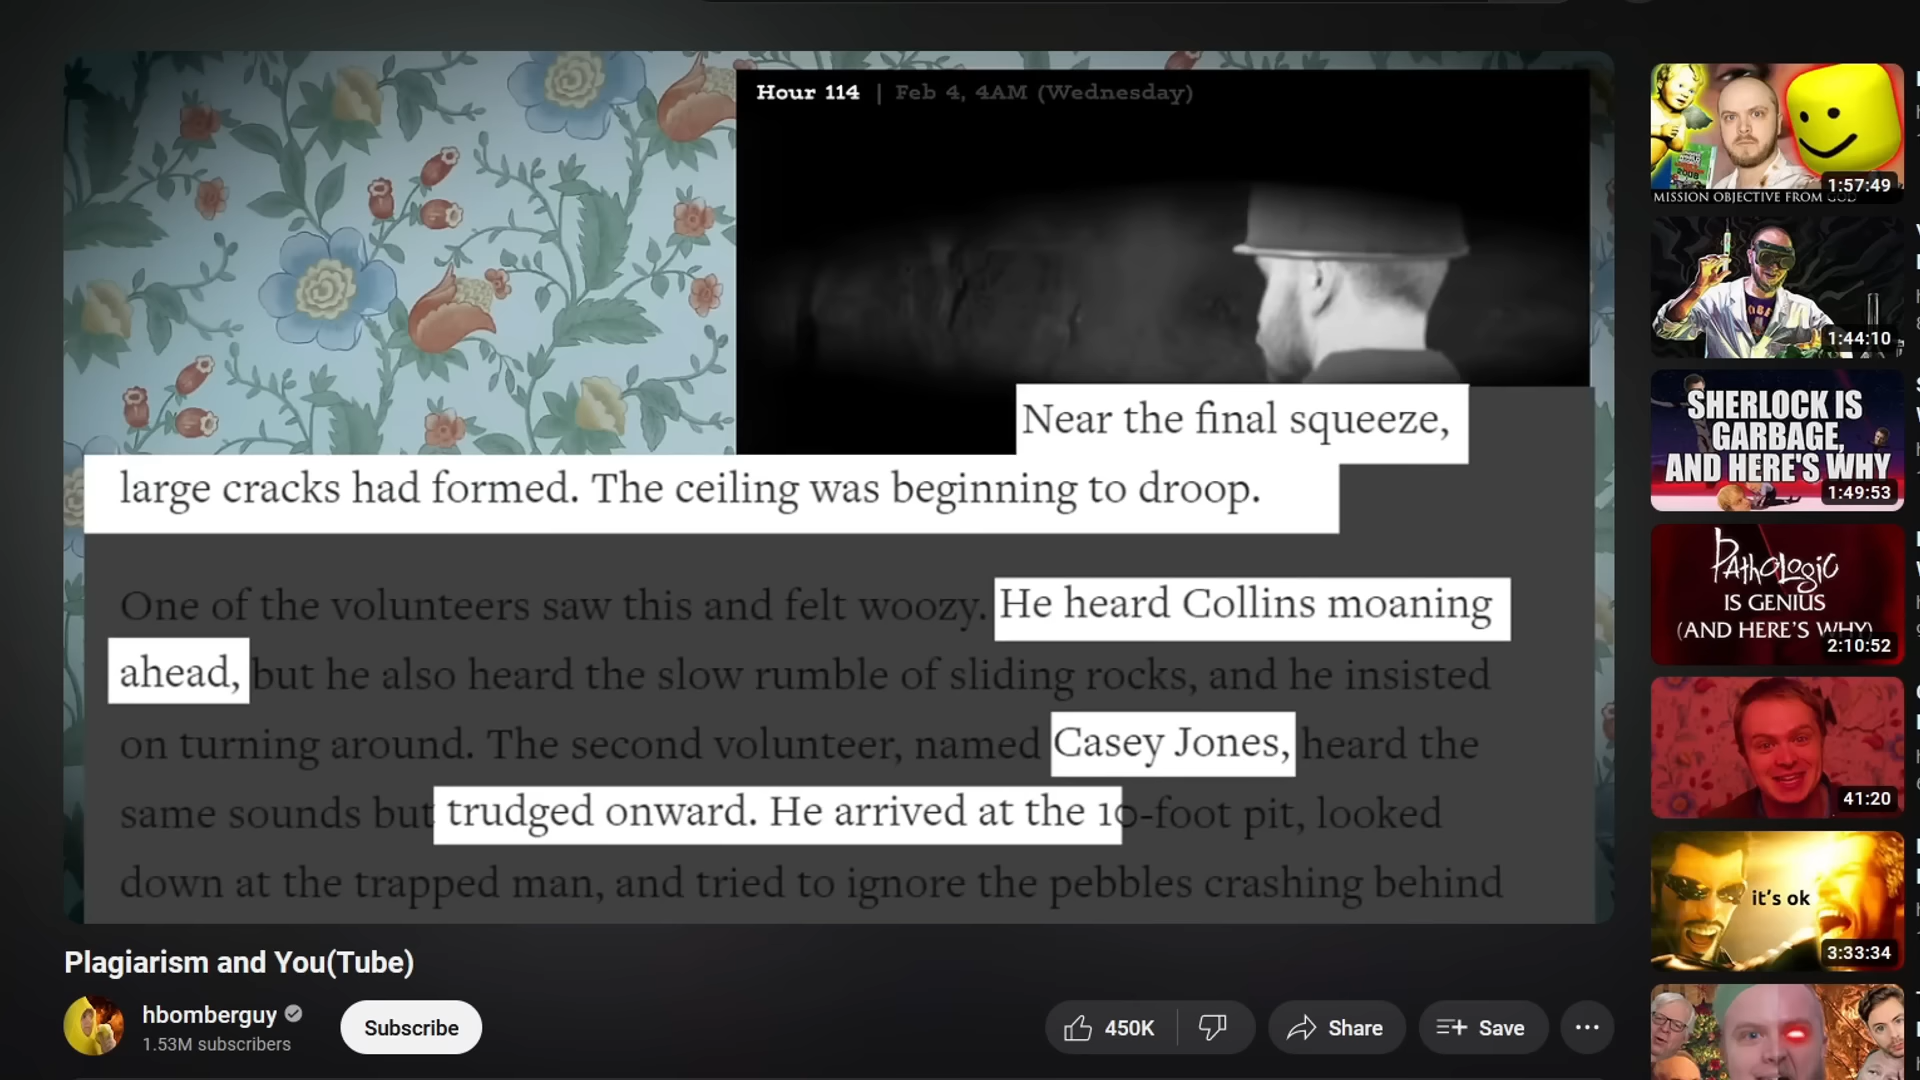 Hour 114 | Feb 4, 4AM (Wednesday)
Near the final squeeze,
large cracks had formed. The ceiling was beginning to droop.
One of the volunteers saw this and felt woozy. He heard Collins moaning
ahead, but he also heard the slow rumble of sliding rocks, and he insisted
on turning around. The second volunteer, named Casey Jones, heard the
same sounds but trudged onward. He arrived at the 10-foot pit, looked
down at the trapped man, and tried to ignore the pebbles crashing behind
Plagiarism and You(Tube)
hbomberguy
1.53M subscribers
Subscribe
450K
Share
Save
2008
1:57:49
MISSION OBJECTIVE FROM GOD
1:44:10
SHERLOCK IS
GARBAGE,
AND HERE'S WHY
1:49:53
PAthOLOgiC
IS GENIUS
(AND HERE'S WHY)
2:10:52
41:20
it's ok
3:33:34